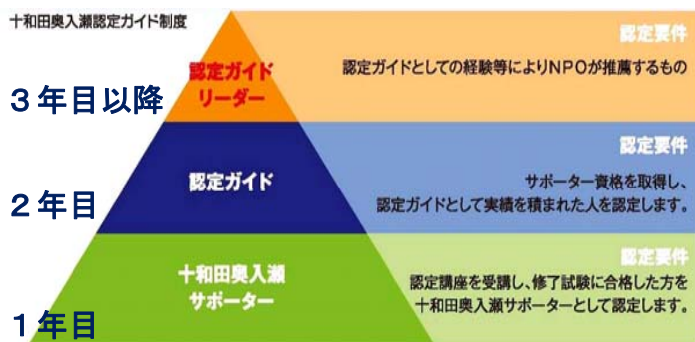 十和田奥入瀬認定ガイド制度
認定要件
認定ガイド
リーダー
認定ガイドとしての経験等によりNPOが推薦するもの
3年目以降
認定要件
認定ガイド
サポーター資格を取得し、
認定ガイドとして実績を積まれた人を認定します。
2年目
認定要件
十和田奥入瀬
サポーター
認定講座を受講し、修了試験に合格した方を
十和田奥入瀬サポーターとして認定します。
1年目